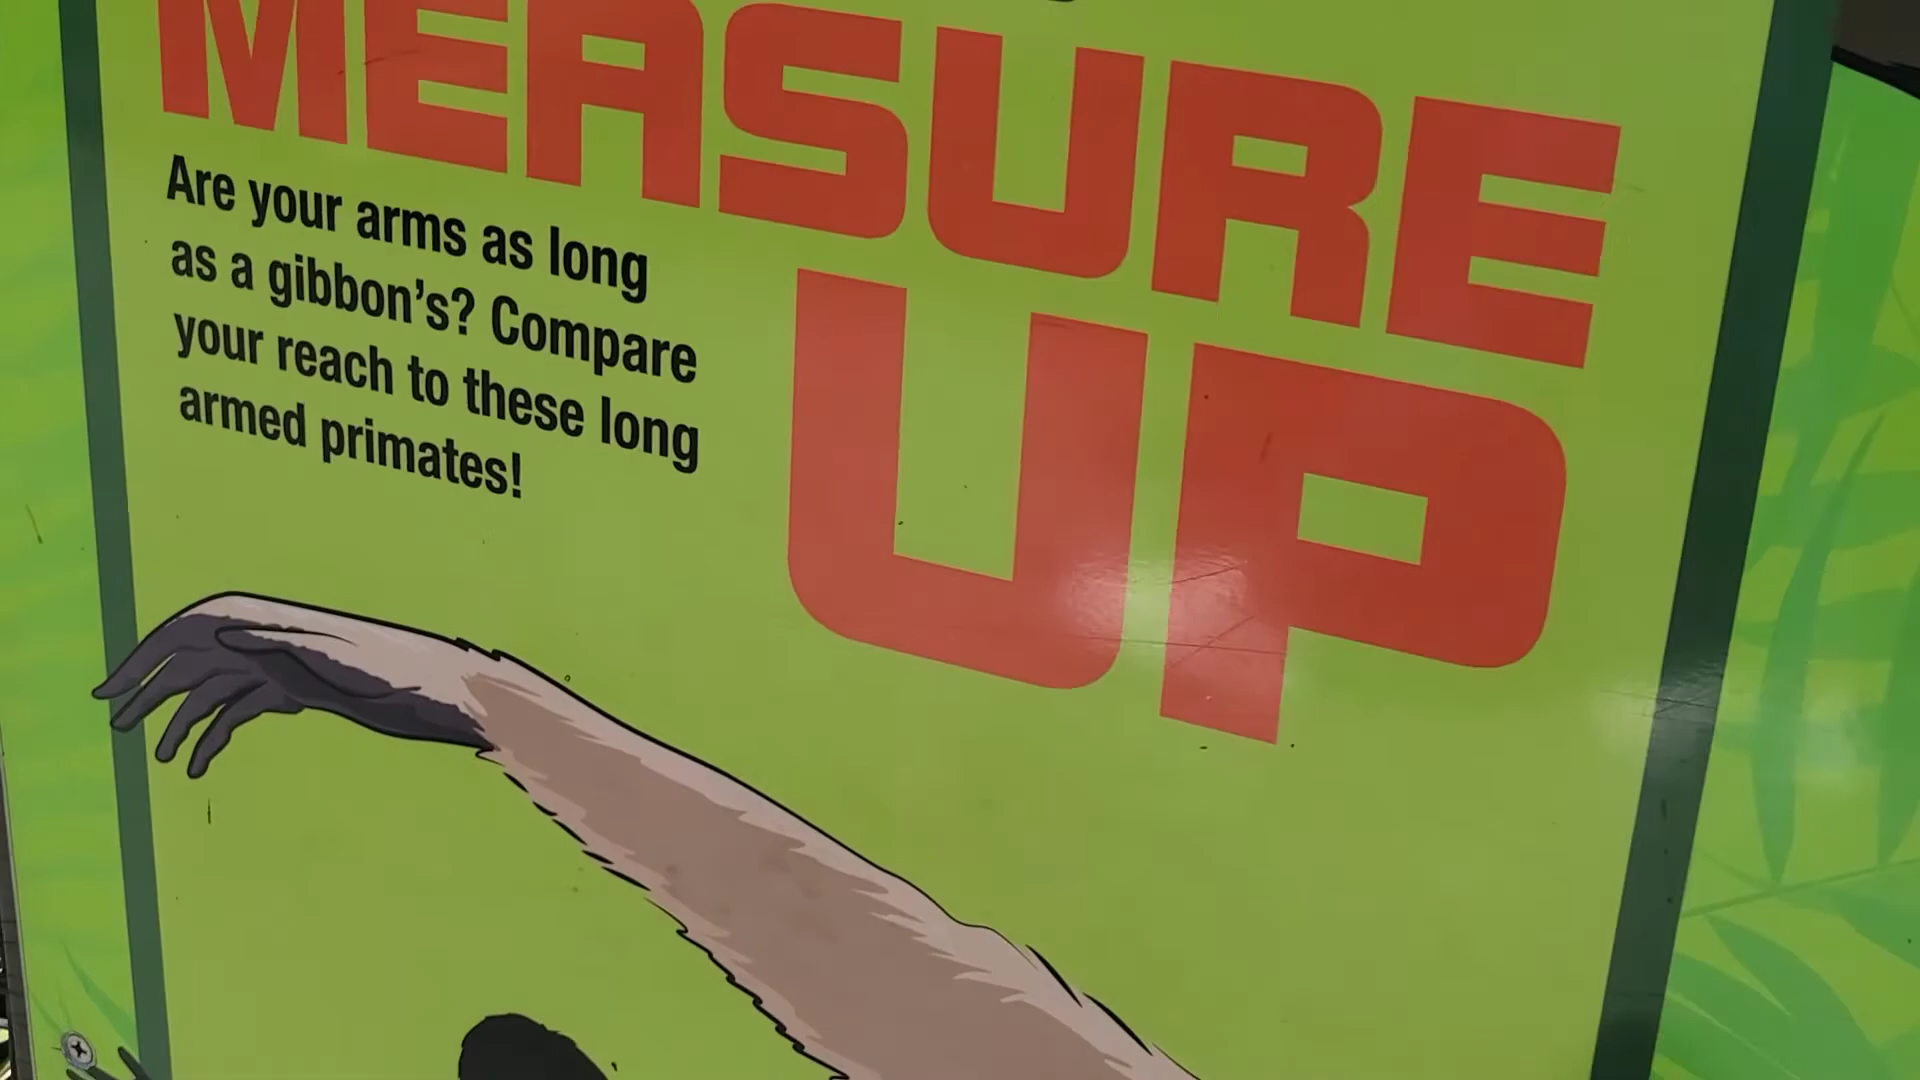 MEASURE
UP
Are your arms as long
as a gibbon's? Compare
your reach to these long
armed primates!